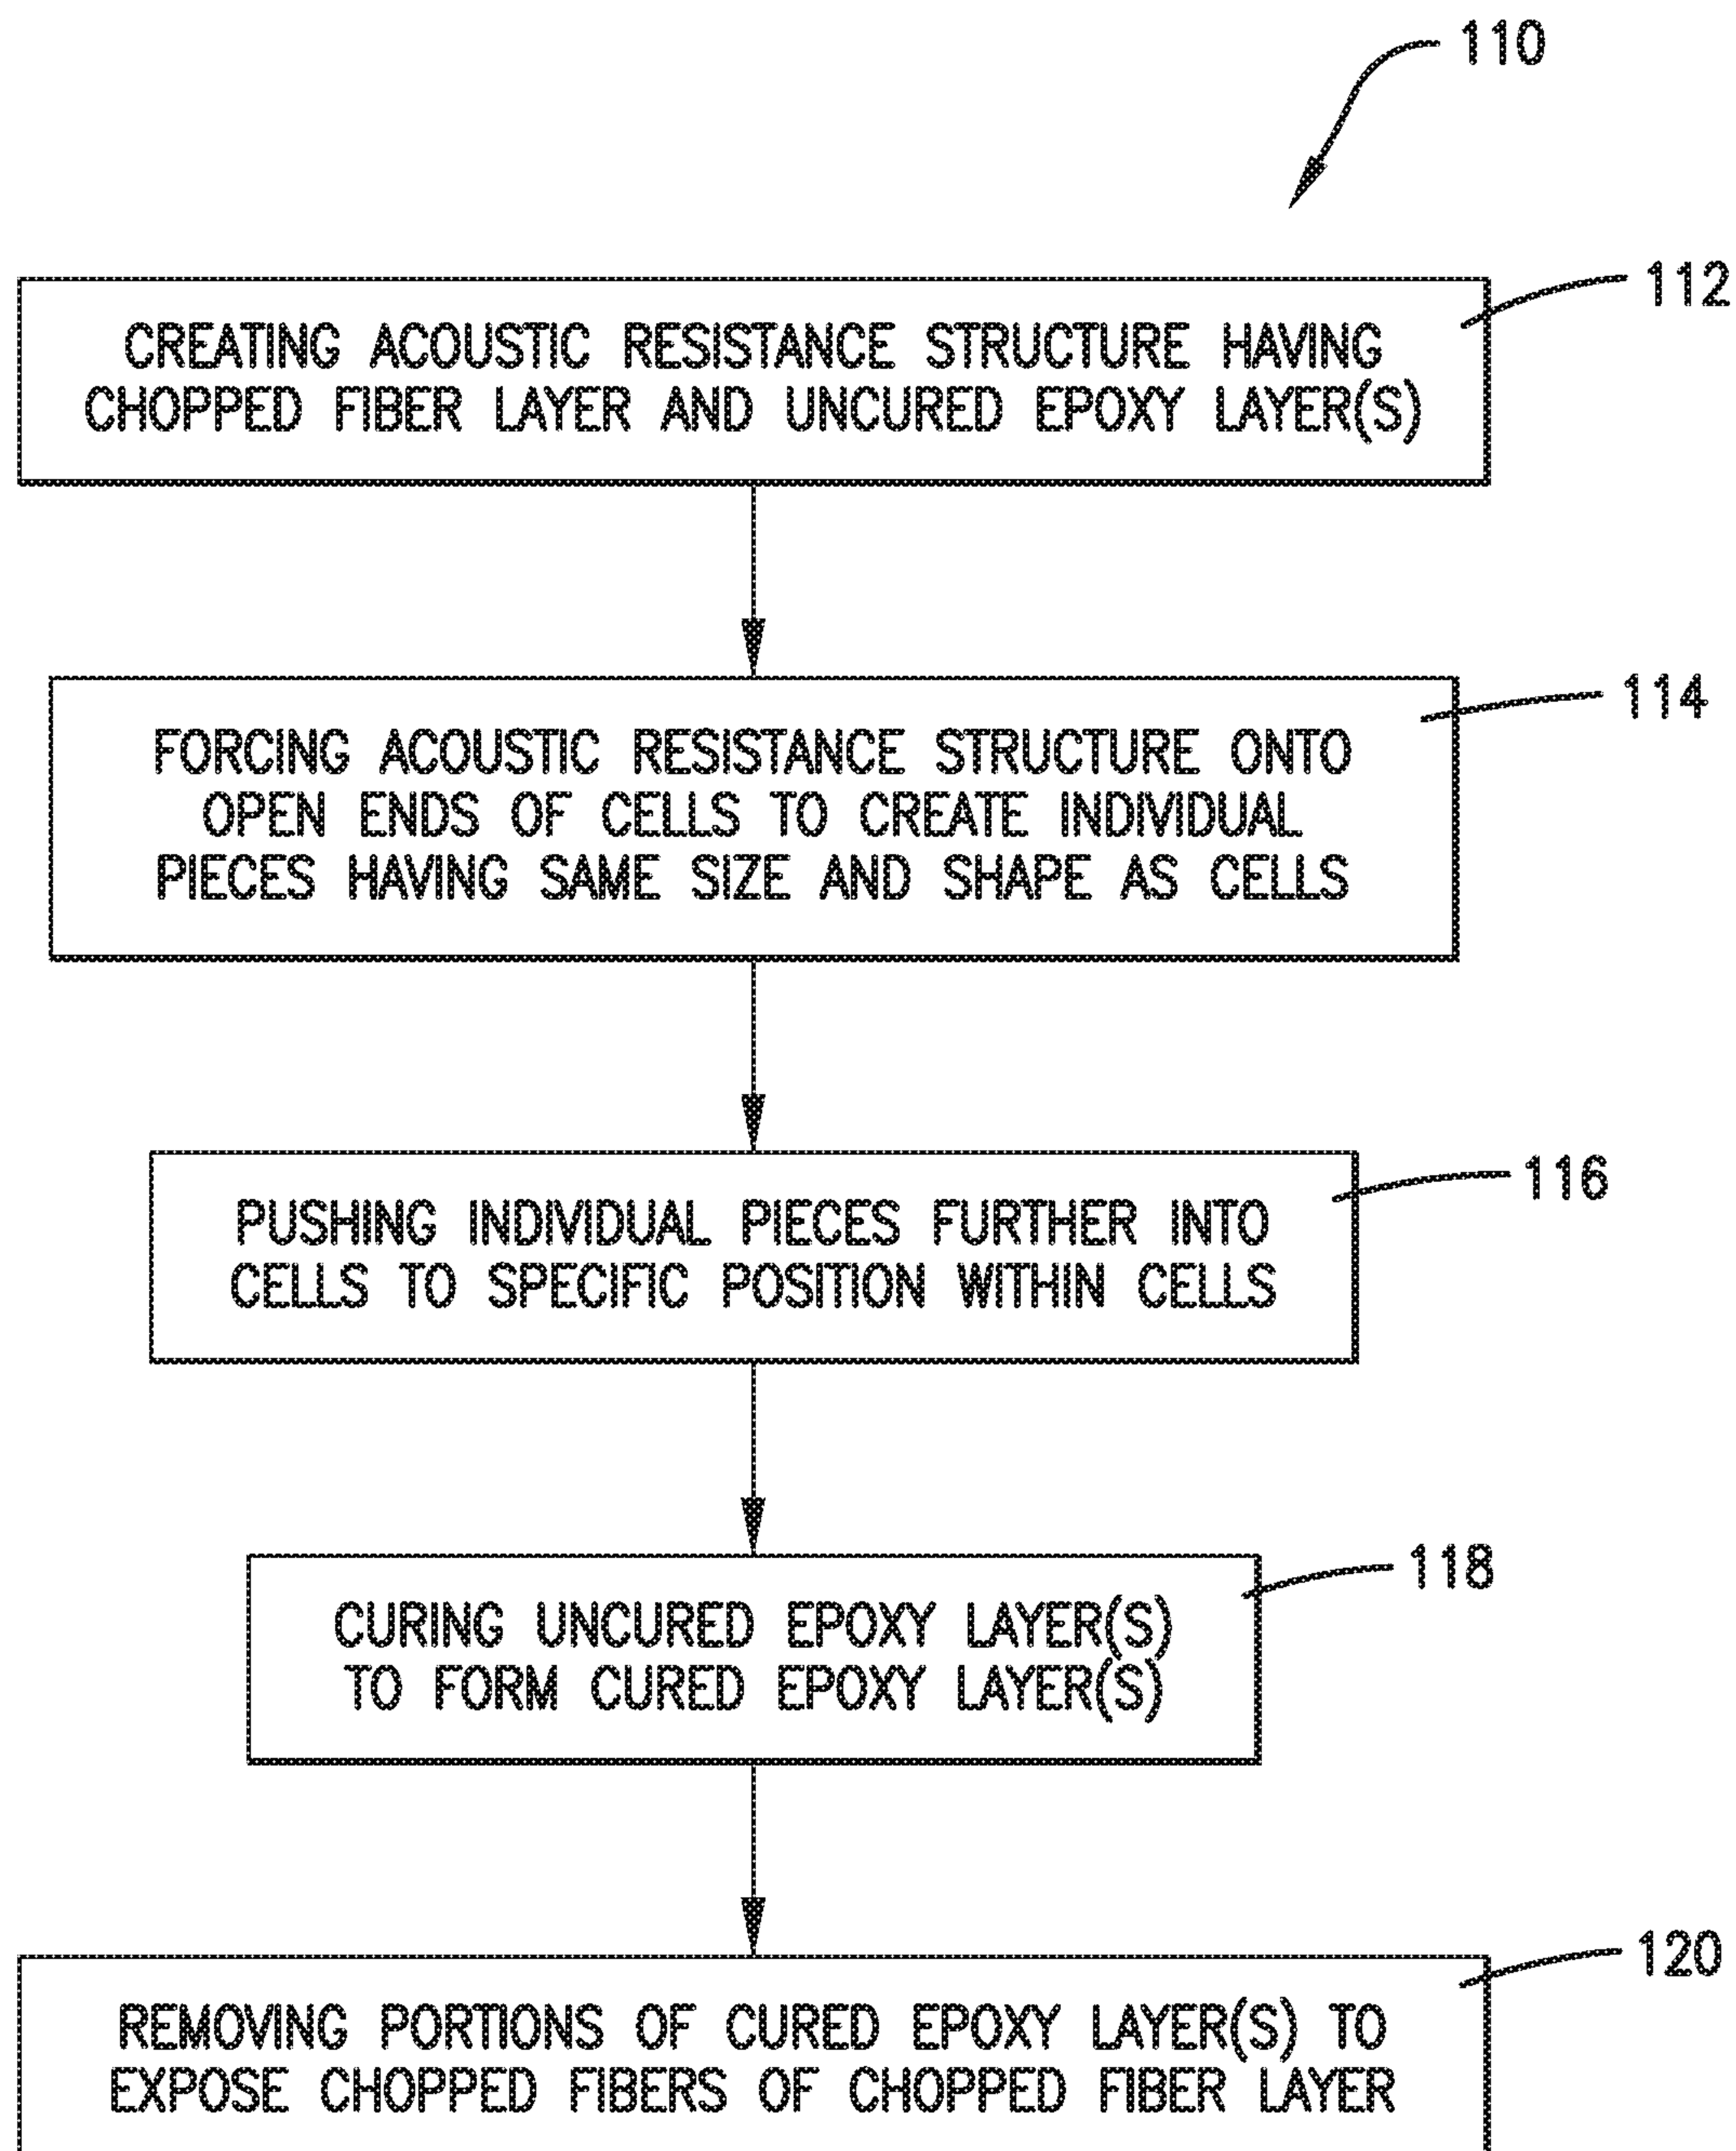 110
112
CREATING ACOUSTIC RESISTANCE STRUCTURE HAVING
CHOPPED FIBER LAYER AND UNCURED EPOXY LAYER(S)
114
FORCING ACOUSTIC RESISTANCE STRUCTURE ONTO
OPEN ENDS OF CELLS TO CREATE INDIVIDUAL
PIECES HAVING SAME SIZE AND SHAPE AS CELLS
116
PUSHING INDIVIDUAL PIECES FURTHER INTO
CELLS TO SPECIFIC POSITION WITHIN CELLS
118
CURING UNCURED EPOXY LAYER(S)
TO FORM CURED EPOXY LAYER(S)
120
REMOVING PORTIONS OF CURED EPOXY LAYER(S) TO
EXPOSE CHOPPED FIBERS OF CHOPPED FIBER LAYER